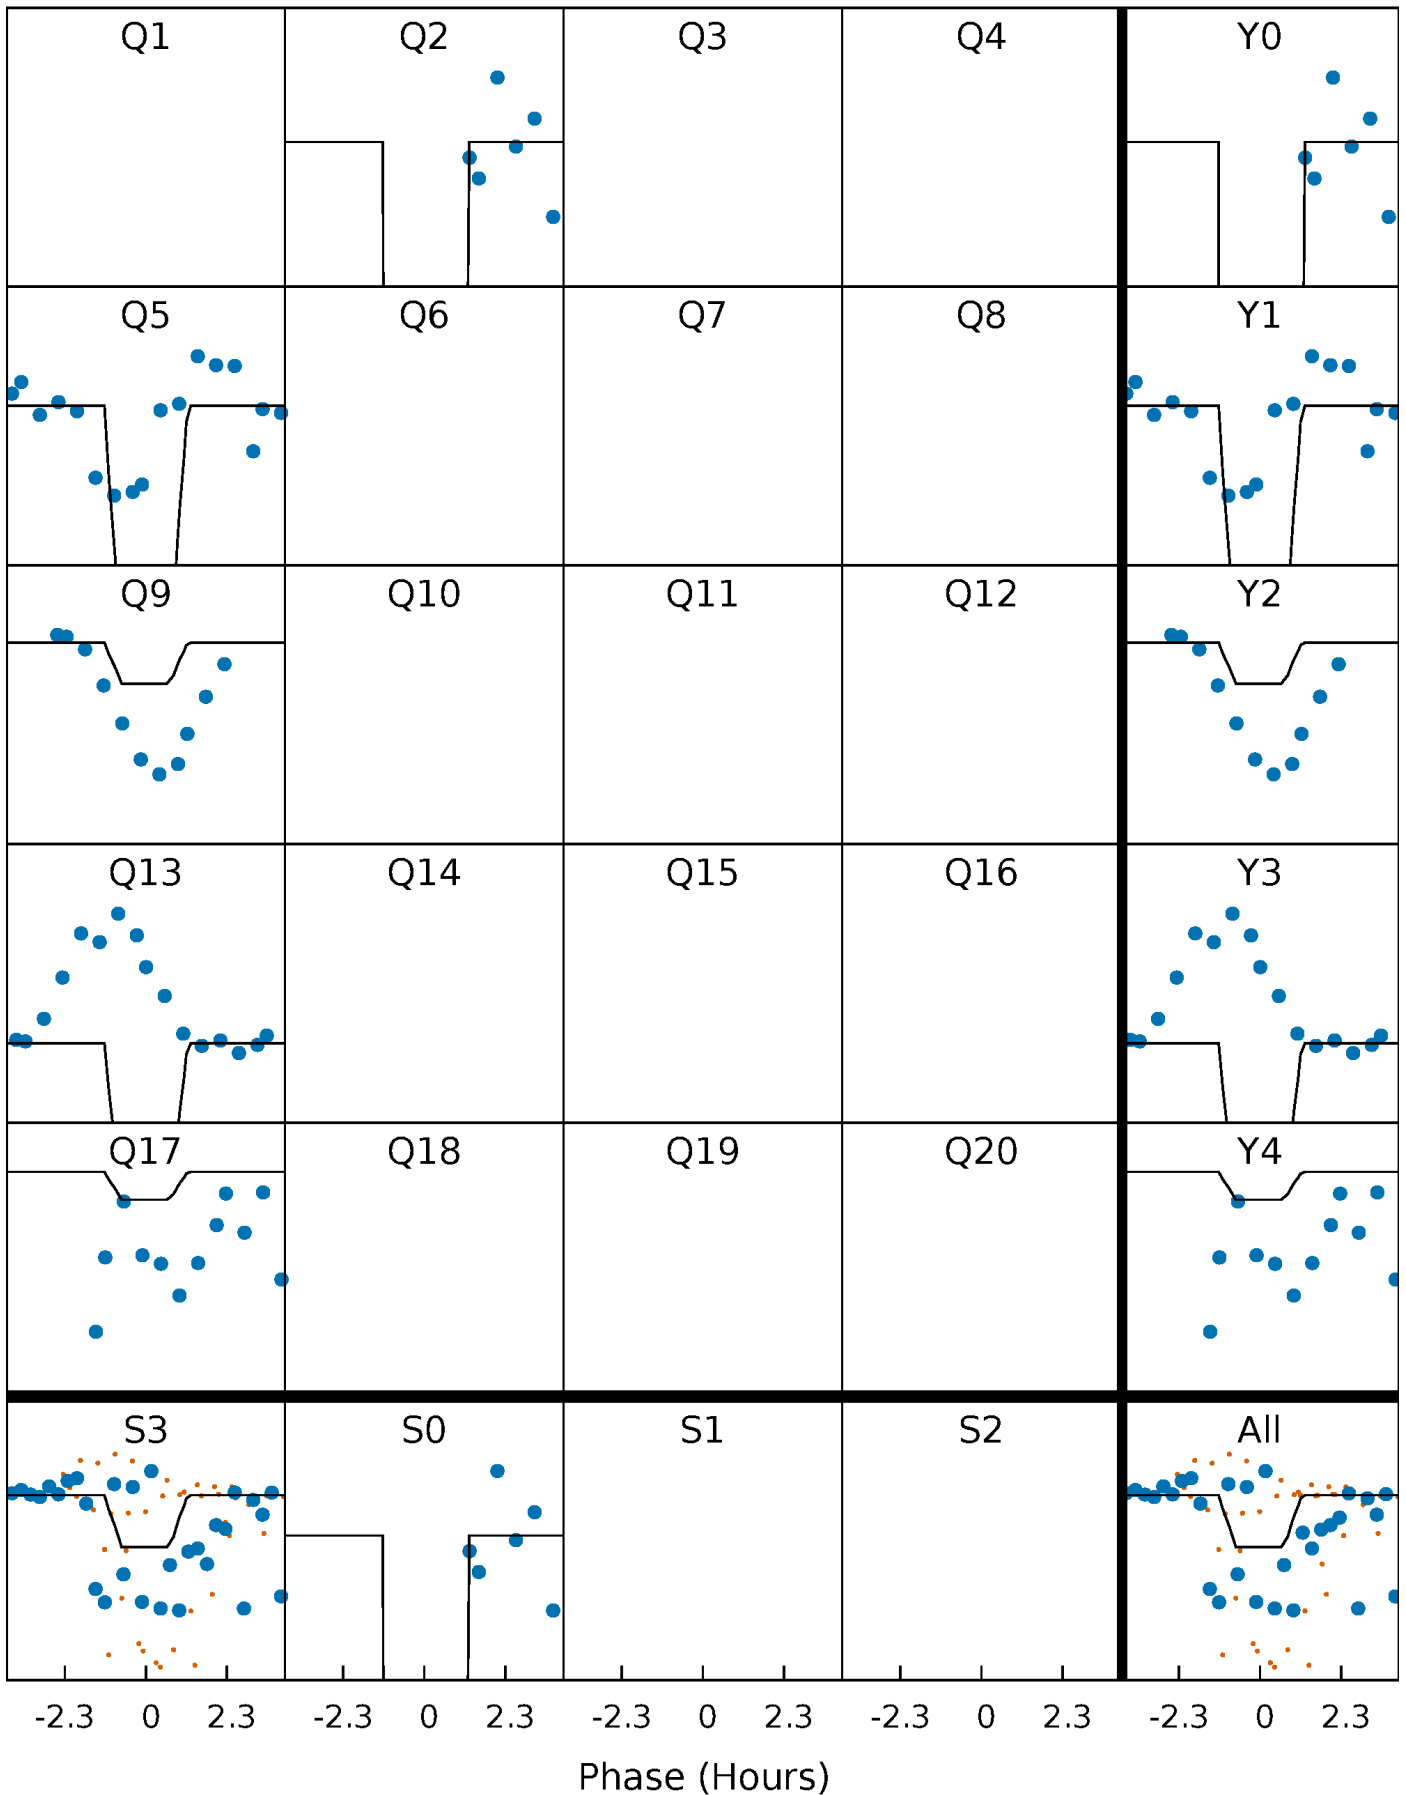 Q1 Q2 Q3 Q4 Y0
Q5 Q6 Q7 Q8 Y1
Q9 Q10 Q11 Q12 Y2
Q13 Q14 Q15 Q16 Y3
Q17 Q18 Q19 Q20 Y4
S3 S0 S1 S2 All
-2.3 0 2.3 -2.3 0 2.3 -2.3 0 2.3 -2.3 0 2.3 -2.3 0 2.3
Phase (Hours)